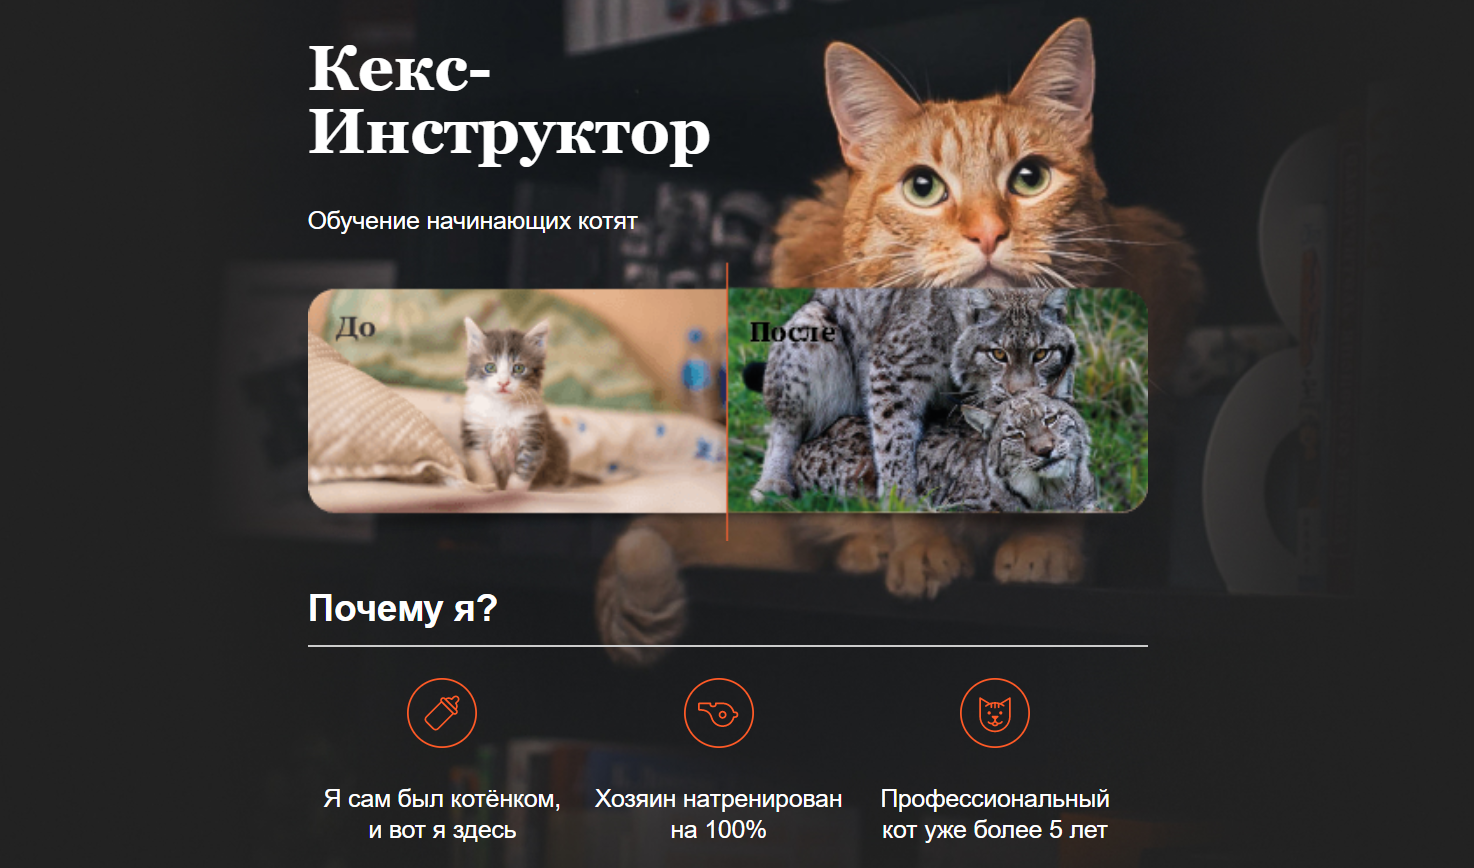 Кекс-
Инструктор
Обучение начинающих котят
До
После
Почему я?
Я сам был котёнком,
и вот я здесь
Хозяин натренирован
на 100%
Профессиональный
кот уже более 5 лет